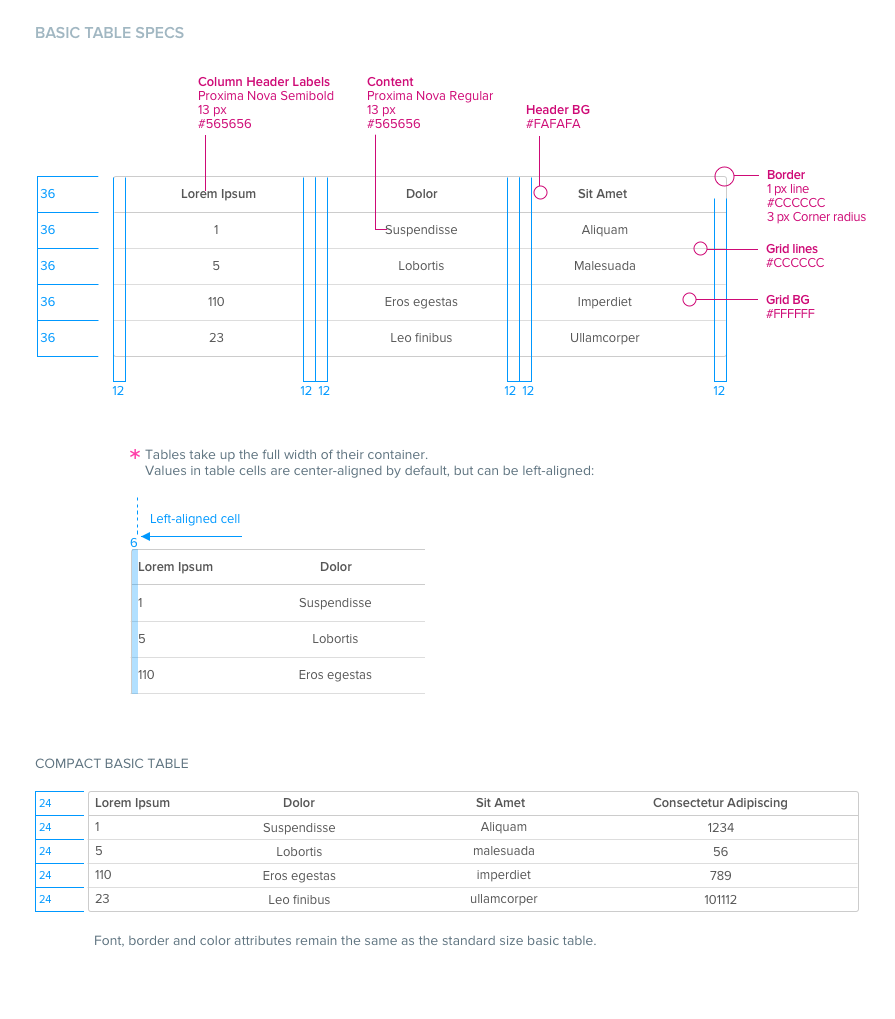 BASIC TABLE SPECS
Column Header Labels
Proxima Nova Semibold
13 px
#565656
Content
Proxima Nova Regular
13 px
#565656
Header BG
#FAFAFA
Border
1 px line
#CCCCCC
3 px Corner radius
Grid lines
#CCCCCC
Grid BG
#FFFFFF
36 Lorem Ipsum Dolor Sit Amet
36 1 Suspendisse Aliquam
36 5 Lobortis Malesuada
36 110 Eros egestas Imperdiet
36 23 Leo finibus Ullamcorper
12 12 12 12 12 12
* Tables take up the full width of their container.
Values in table cells are center-aligned by default, but can be left-aligned:
Left-aligned cell
6
Lorem Ipsum Dolor
1 Suspendisse
5 Lobortis
110 Eros egestas
COMPACT BASIC TABLE
24 Lorem Ipsum Dolor Sit Amet Consectetur Adipiscing
24 1 Suspendisse Aliquam 1234
24 5 Lobortis malesuada 56
24 110 Eros egestas imperdiet 789
24 23 Leo finibus ullamcorper 101112
Font, border and color attributes remain the same as the standard size basic table.